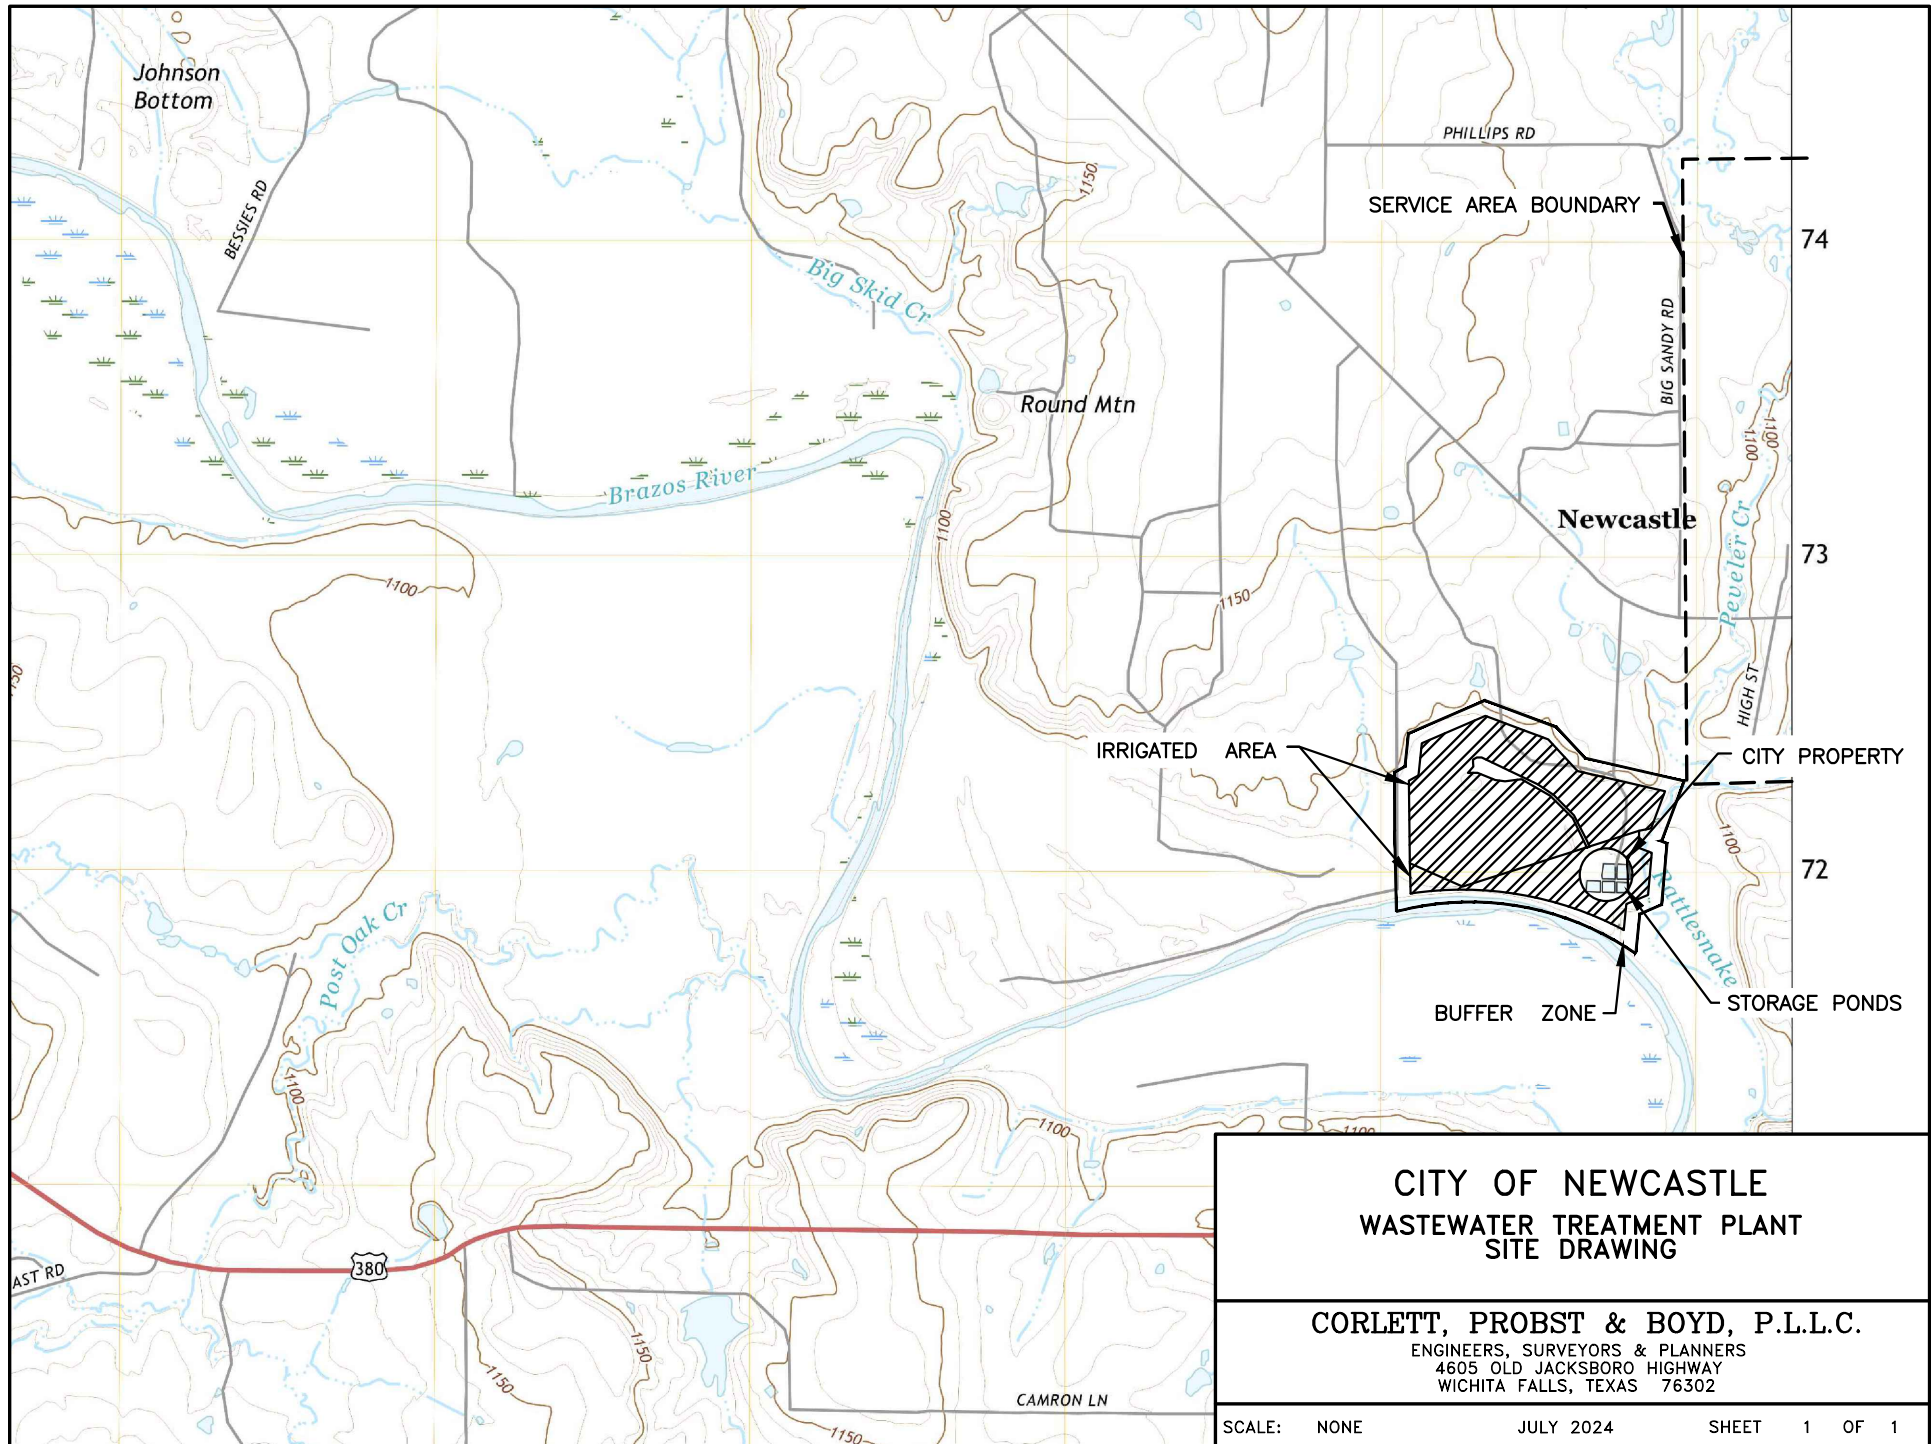 Johnson
Bottom
BESSIES RD
PHILLIPS RD
1150
SERVICE AREA BOUNDARY
74
Big Skid Cr
BIG SANDY RD
Round Mtn
1100
1100
Brazos River
1100
Newcastle
73
Peveler Cr
1100
1150
HIGH ST
IRRIGATED AREA
CITY PROPERTY
1100
72
Rattlesnake
Post Oak Cr
STORAGE PONDS
BUFFER ZONE
1100
1100
1100
380
AST RD
1150
1150
1150
CAMRON LN
CITY OF NEWCASTLE
WASTEWATER TREATMENT PLANT
SITE DRAWING
CORLETT, PROBST & BOYD, P.L.L.C.
ENGINEERS, SURVEYORS & PLANNERS
4605 OLD JACKSBORO HIGHWAY
WICHITA FALLS, TEXAS 76302
SCALE: NONE JULY 2024 SHEET 1 OF 1